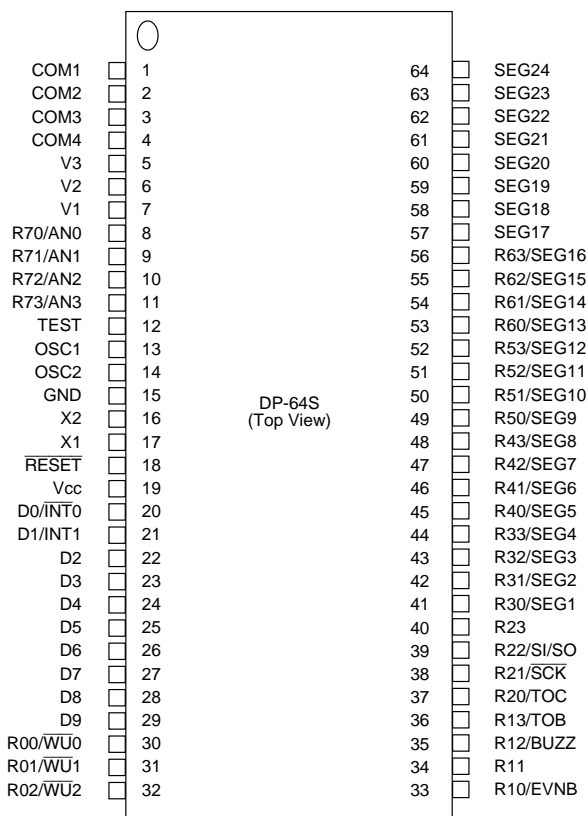 COM1 1 64 SEG24
COM2 2 63 SEG23
COM3 3 62 SEG22
COM4 4 61 SEG21
V3 5 60 SEG20
V2 6 59 SEG19
V1 7 58 SEG18
R70/AN0 8 57 SEG17
R71/AN1 9 56 R63/SEG16
R72/AN2 10 55 R62/SEG15
R73/AN3 11 54 R61/SEG14
TEST 12 53 R60/SEG13
OSC1 13 52 R53/SEG12
OSC2 14 51 R52/SEG11
GND 15 50 R51/SEG10
DP-64S
(Top View)
X2 16 49 R50/SEG9
X1 17 48 R43/SEG8
R̅E̅S̅E̅T̅ 18 47 R42/SEG7
Vcc 19 46 R41/SEG6
D0/I̅N̅T̅0 20 45 R40/SEG5
D1/INT1 21 44 R33/SEG4
D2 22 43 R32/SEG3
D3 23 42 R31/SEG2
D4 24 41 R30/SEG1
D5 25 40 R23
D6 26 39 R22/SI/SO
D7 27 38 R21/S̅C̅K̅
D8 28 37 R20/TOC
D9 29 36 R13/TOB
R00/W̅U̅0 30 35 R12/BUZZ
R01/W̅U̅1 31 34 R11
R02/W̅U̅2 32 33 R10/EVNB